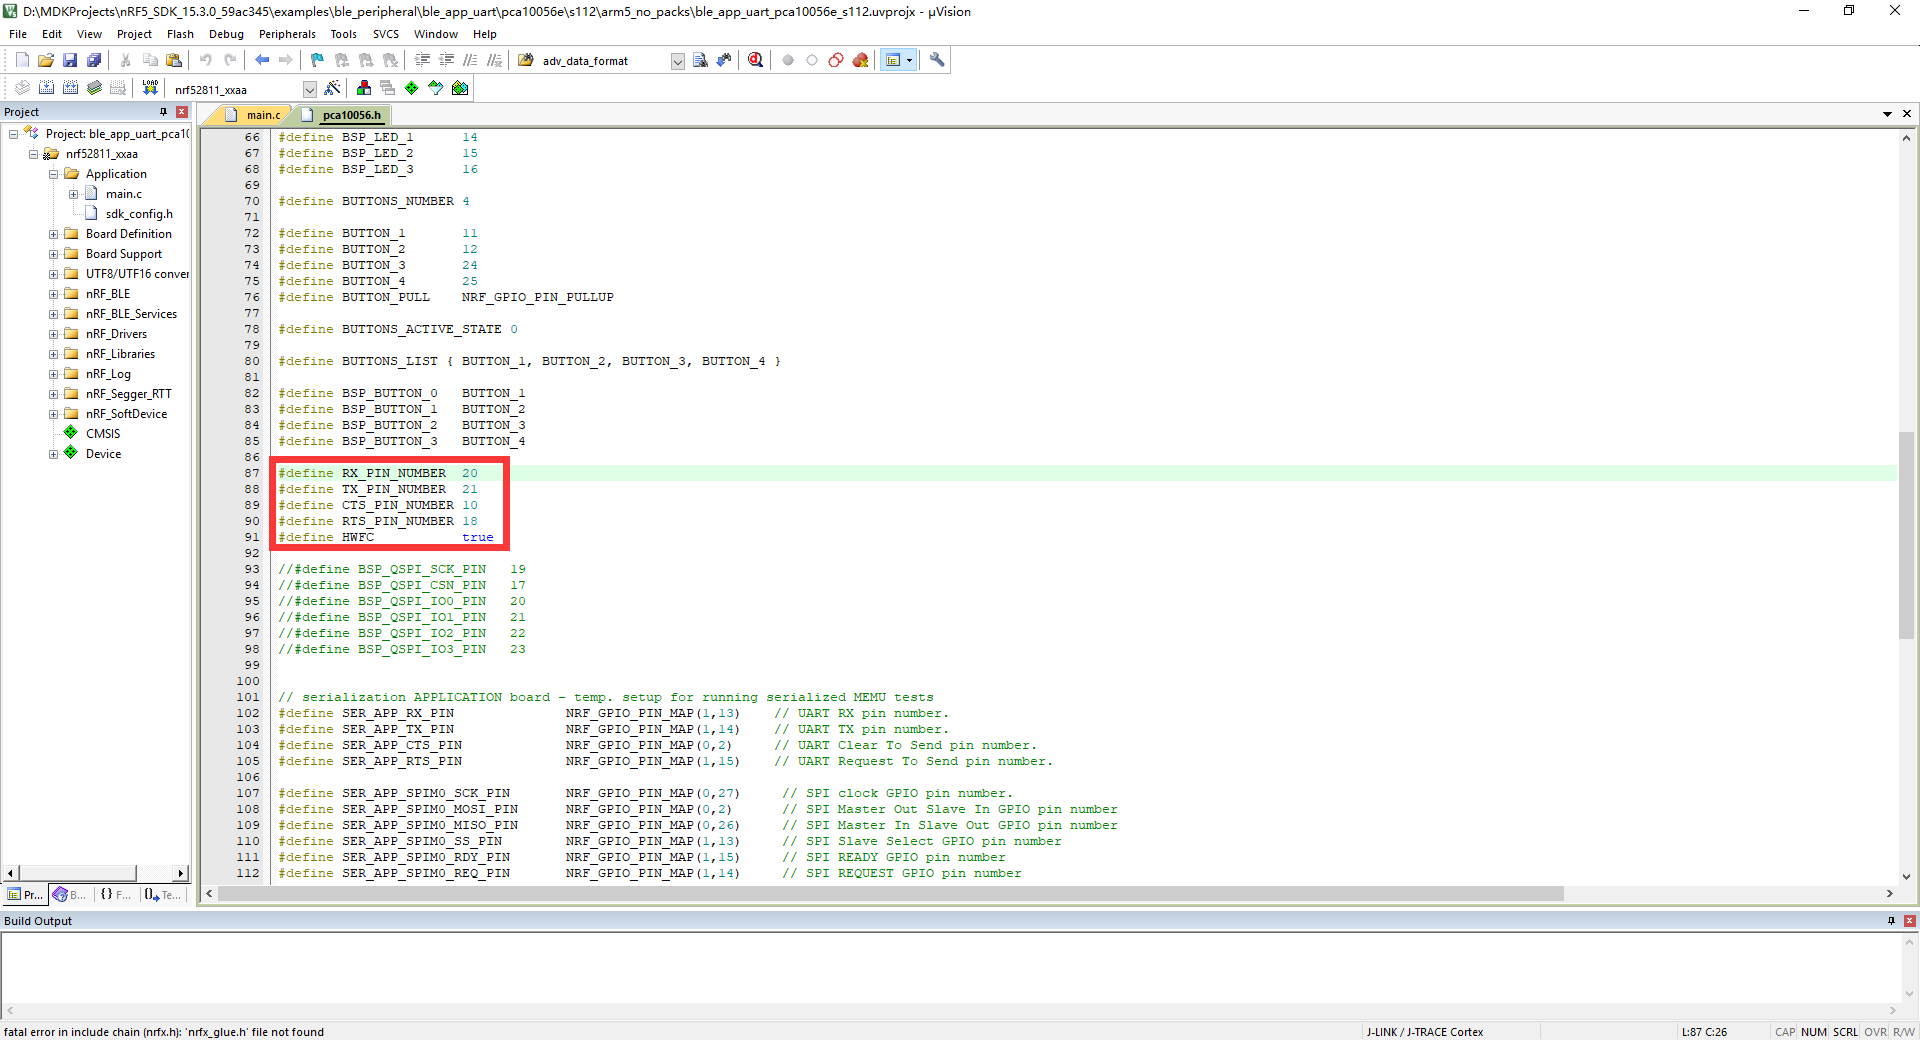 D:\MDKProjects\nRF5_SDK_15.3.0_59ac345\examples\ble_peripheral\ble_app_uart\pca10056e\s112\arm5_no_packs\ble_app_uart_pca10056e_s112.uvprojx - µVision
File Edit View Project Flash Debug Peripherals Tools SVCS Window Help
adv_data_format
LOAD nrf52811_xxaa
Project
main.c pca10056.h
Project: ble_app_uart_pca10
nrf52811_xxaa
Application
main.c
sdk_config.h
Board Definition
Board Support
UTF8/UTF16 conver
nRF_BLE
nRF_BLE_Services
nRF_Drivers
nRF_Libraries
nRF_Log
nRF_Segger_RTT
nRF_SoftDevice
CMSIS
Device
Pr... B... {} F... 0. Te...
66 #define BSP_LED_1 14
67 #define BSP_LED_2 15
68 #define BSP_LED_3 16
69
70 #define BUTTONS_NUMBER 4
71
72 #define BUTTON_1 11
73 #define BUTTON_2 12
74 #define BUTTON_3 24
75 #define BUTTON_4 25
76 #define BUTTON_PULL NRF_GPIO_PIN_PULLUP
77
78 #define BUTTONS_ACTIVE_STATE 0
79
80 #define BUTTONS_LIST { BUTTON_1, BUTTON_2, BUTTON_3, BUTTON_4 }
81
82 #define BSP_BUTTON_0 BUTTON_1
83 #define BSP_BUTTON_1 BUTTON_2
84 #define BSP_BUTTON_2 BUTTON_3
85 #define BSP_BUTTON_3 BUTTON_4
86
87 #define RX_PIN_NUMBER 20
88 #define TX_PIN_NUMBER 21
89 #define CTS_PIN_NUMBER 10
90 #define RTS_PIN_NUMBER 18
91 #define HWFC true
92
93 //#define BSP_QSPI_SCK_PIN 19
94 //#define BSP_QSPI_CSN_PIN 17
95 //#define BSP_QSPI_IO0_PIN 20
96 //#define BSP_QSPI_IO1_PIN 21
97 //#define BSP_QSPI_IO2_PIN 22
98 //#define BSP_QSPI_IO3_PIN 23
99
100
101 // serialization APPLICATION board - temp. setup for running serialized MEMU tests
102 #define SER_APP_RX_PIN NRF_GPIO_PIN_MAP(1,13) // UART RX pin number.
103 #define SER_APP_TX_PIN NRF_GPIO_PIN_MAP(1,14) // UART TX pin number.
104 #define SER_APP_CTS_PIN NRF_GPIO_PIN_MAP(0,2) // UART Clear To Send pin number.
105 #define SER_APP_RTS_PIN NRF_GPIO_PIN_MAP(1,15) // UART Request To Send pin number.
106
107 #define SER_APP_SPIM0_SCK_PIN NRF_GPIO_PIN_MAP(0,27) // SPI clock GPIO pin number.
108 #define SER_APP_SPIM0_MOSI_PIN NRF_GPIO_PIN_MAP(0,2) // SPI Master Out Slave In GPIO pin number
109 #define SER_APP_SPIM0_MISO_PIN NRF_GPIO_PIN_MAP(0,26) // SPI Master In Slave Out GPIO pin number
110 #define SER_APP_SPIM0_SS_PIN NRF_GPIO_PIN_MAP(1,13) // SPI Slave Select GPIO pin number
111 #define SER_APP_SPIM0_RDY_PIN NRF_GPIO_PIN_MAP(1,15) // SPI READY GPIO pin number
112 #define SER_APP_SPIM0_REQ_PIN NRF_GPIO_PIN_MAP(1,14) // SPI REQUEST GPIO pin number
Build Output
fatal error in include chain (nrfx.h): 'nrfx_glue.h' file not found J-LINK / J-TRACE Cortex L:87 C:26 CAP NUM SCRL OVR R/W